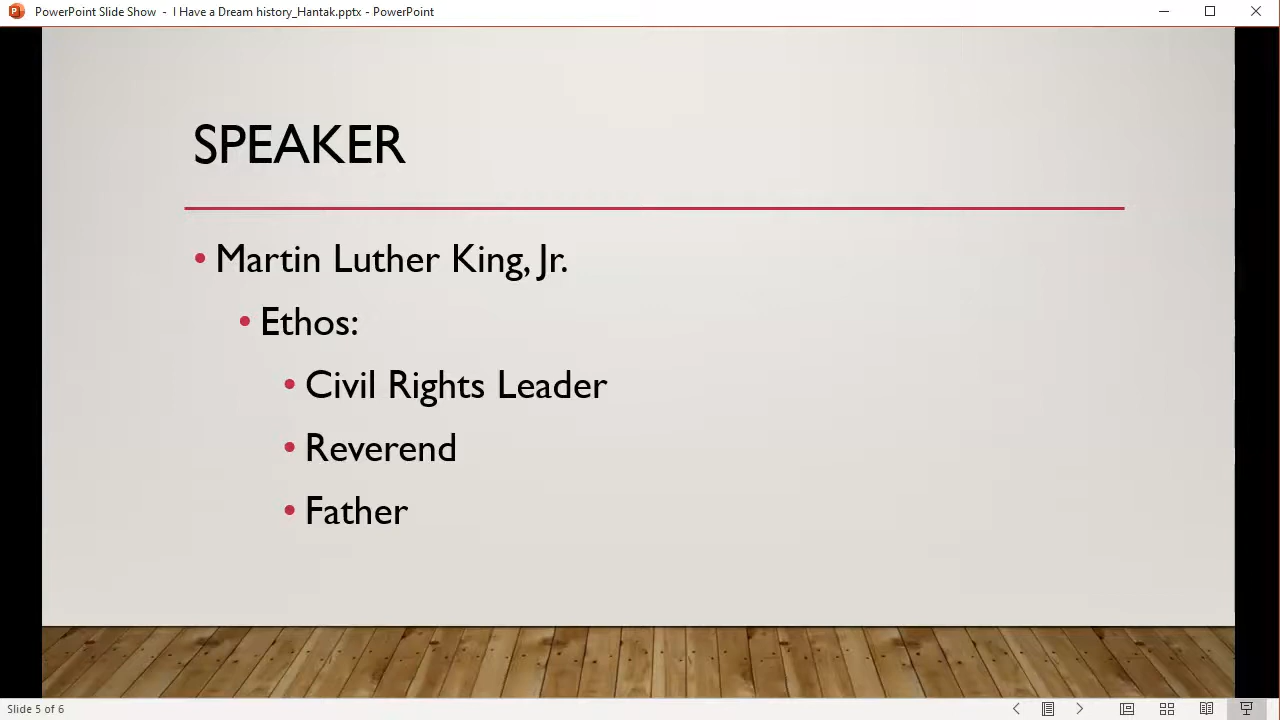 PowerPoint Slide Show - I Have a Dream history_Hantak.pptx - PowerPoint
SPEAKER
• Martin Luther King, Jr.
• Ethos:
• Civil Rights Leader
• Reverend
• Father
Slide 5 of 6